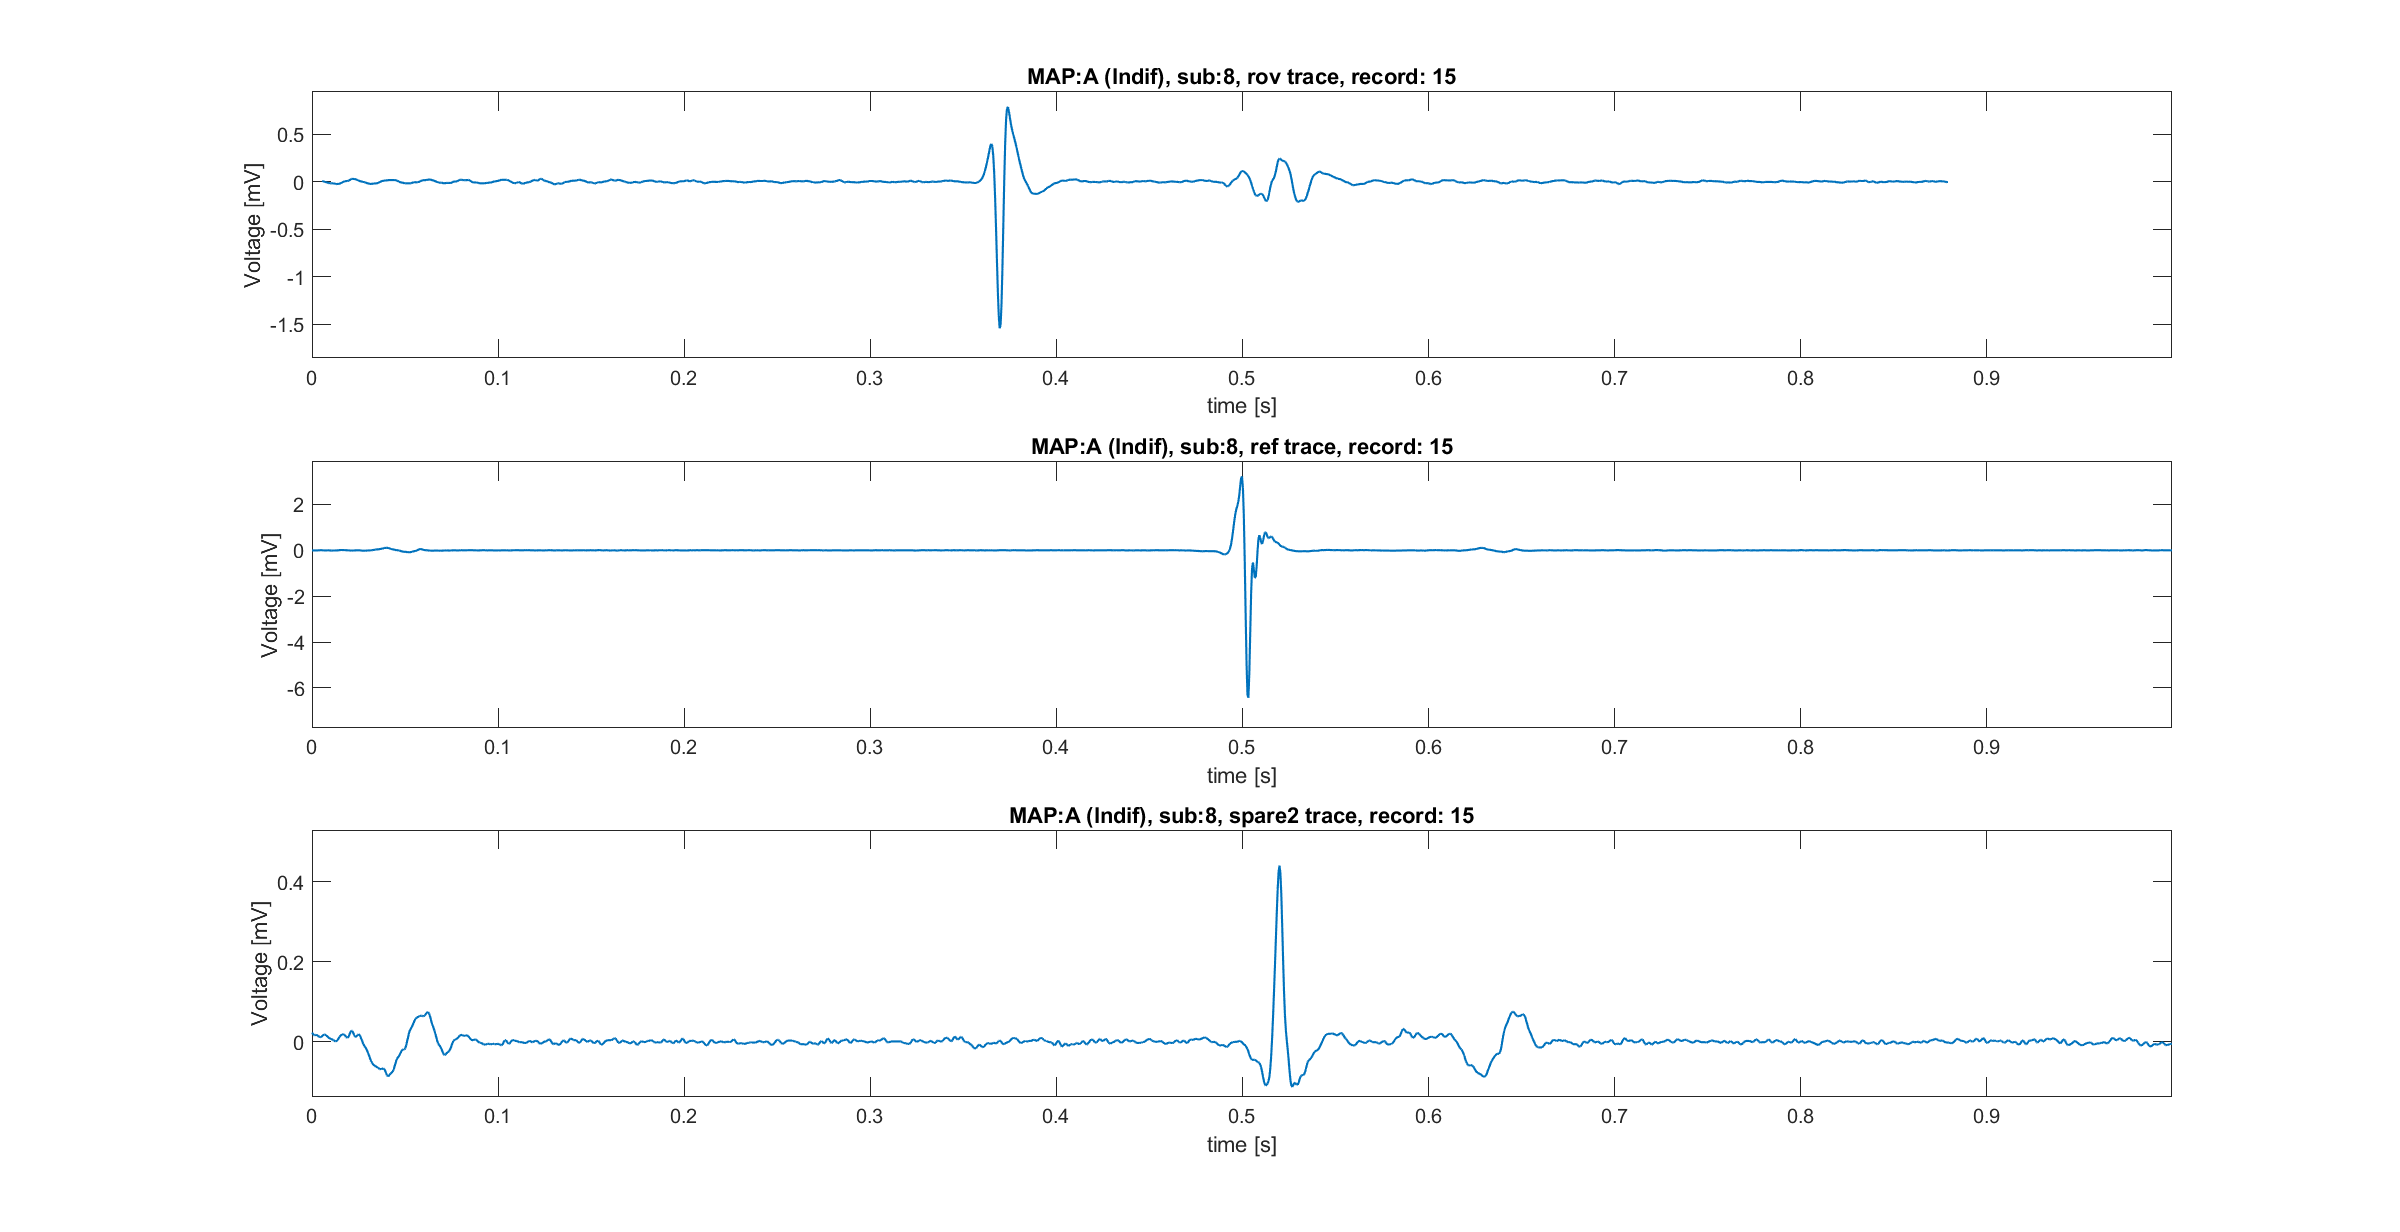 MAP:A (Indif), sub:8, rov trace, record: 15
Voltage [mV]
0.5
0
-0.5
-1
-1.5
0 0.1 0.2 0.3 0.4 0.5 0.6 0.7 0.8 0.9
time [s]
MAP:A (Indif), sub:8, ref trace, record: 15
Voltage [mV]
2
0
-2
-4
-6
0 0.1 0.2 0.3 0.4 0.5 0.6 0.7 0.8 0.9
time [s]
MAP:A (Indif), sub:8, spare2 trace, record: 15
Voltage [mV]
0.4
0.2
0
0 0.1 0.2 0.3 0.4 0.5 0.6 0.7 0.8 0.9
time [s]